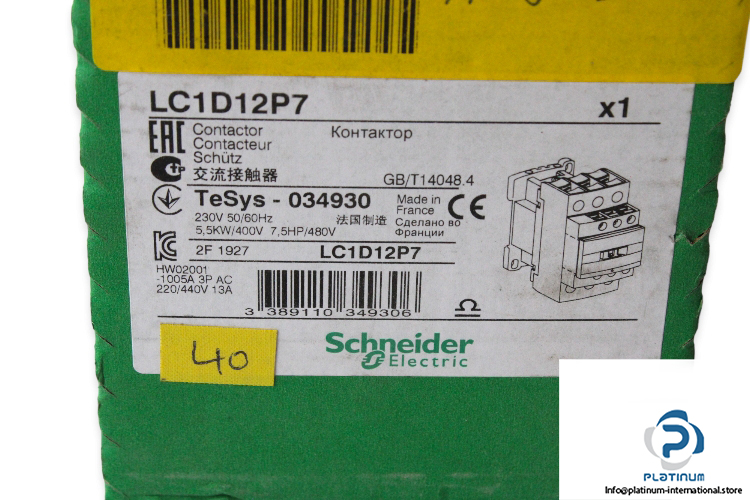 LC1D12P7 x1
EAC Contactor Контактор
Contacteur
Schütz
交流接触器 GB/T14048.4
TeSys - 034930 Made in
France CE
230V 50/60Hz 法国制造 Сделано во
Франции
5,5KW/400V 7,5HP/480V
2F 1927 LC1D12P7
HW02001
-1005A 3P AC
220/440V 13A
3 389110 349306
Schneider
Electric
40
PLATINUM
Info@platinum-international.store